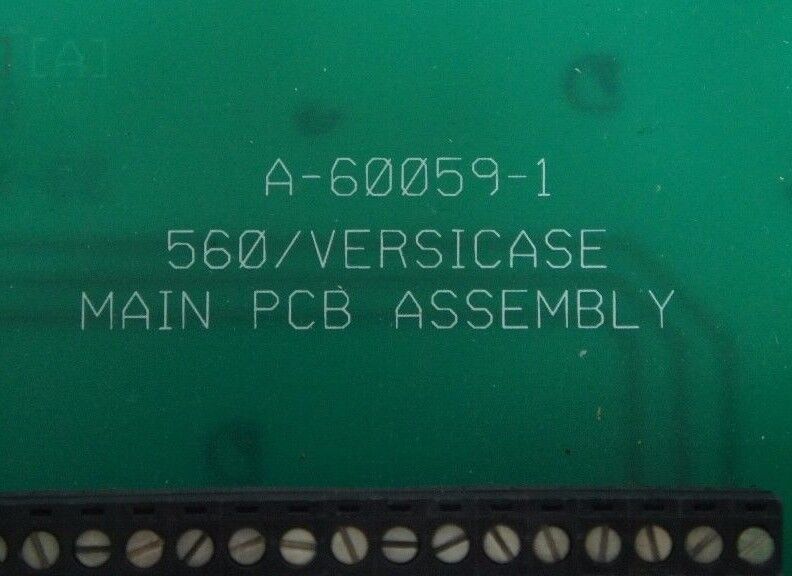 [A]
A-60059-1
560/VERSICASE
MAIN PCB ASSEMBLY